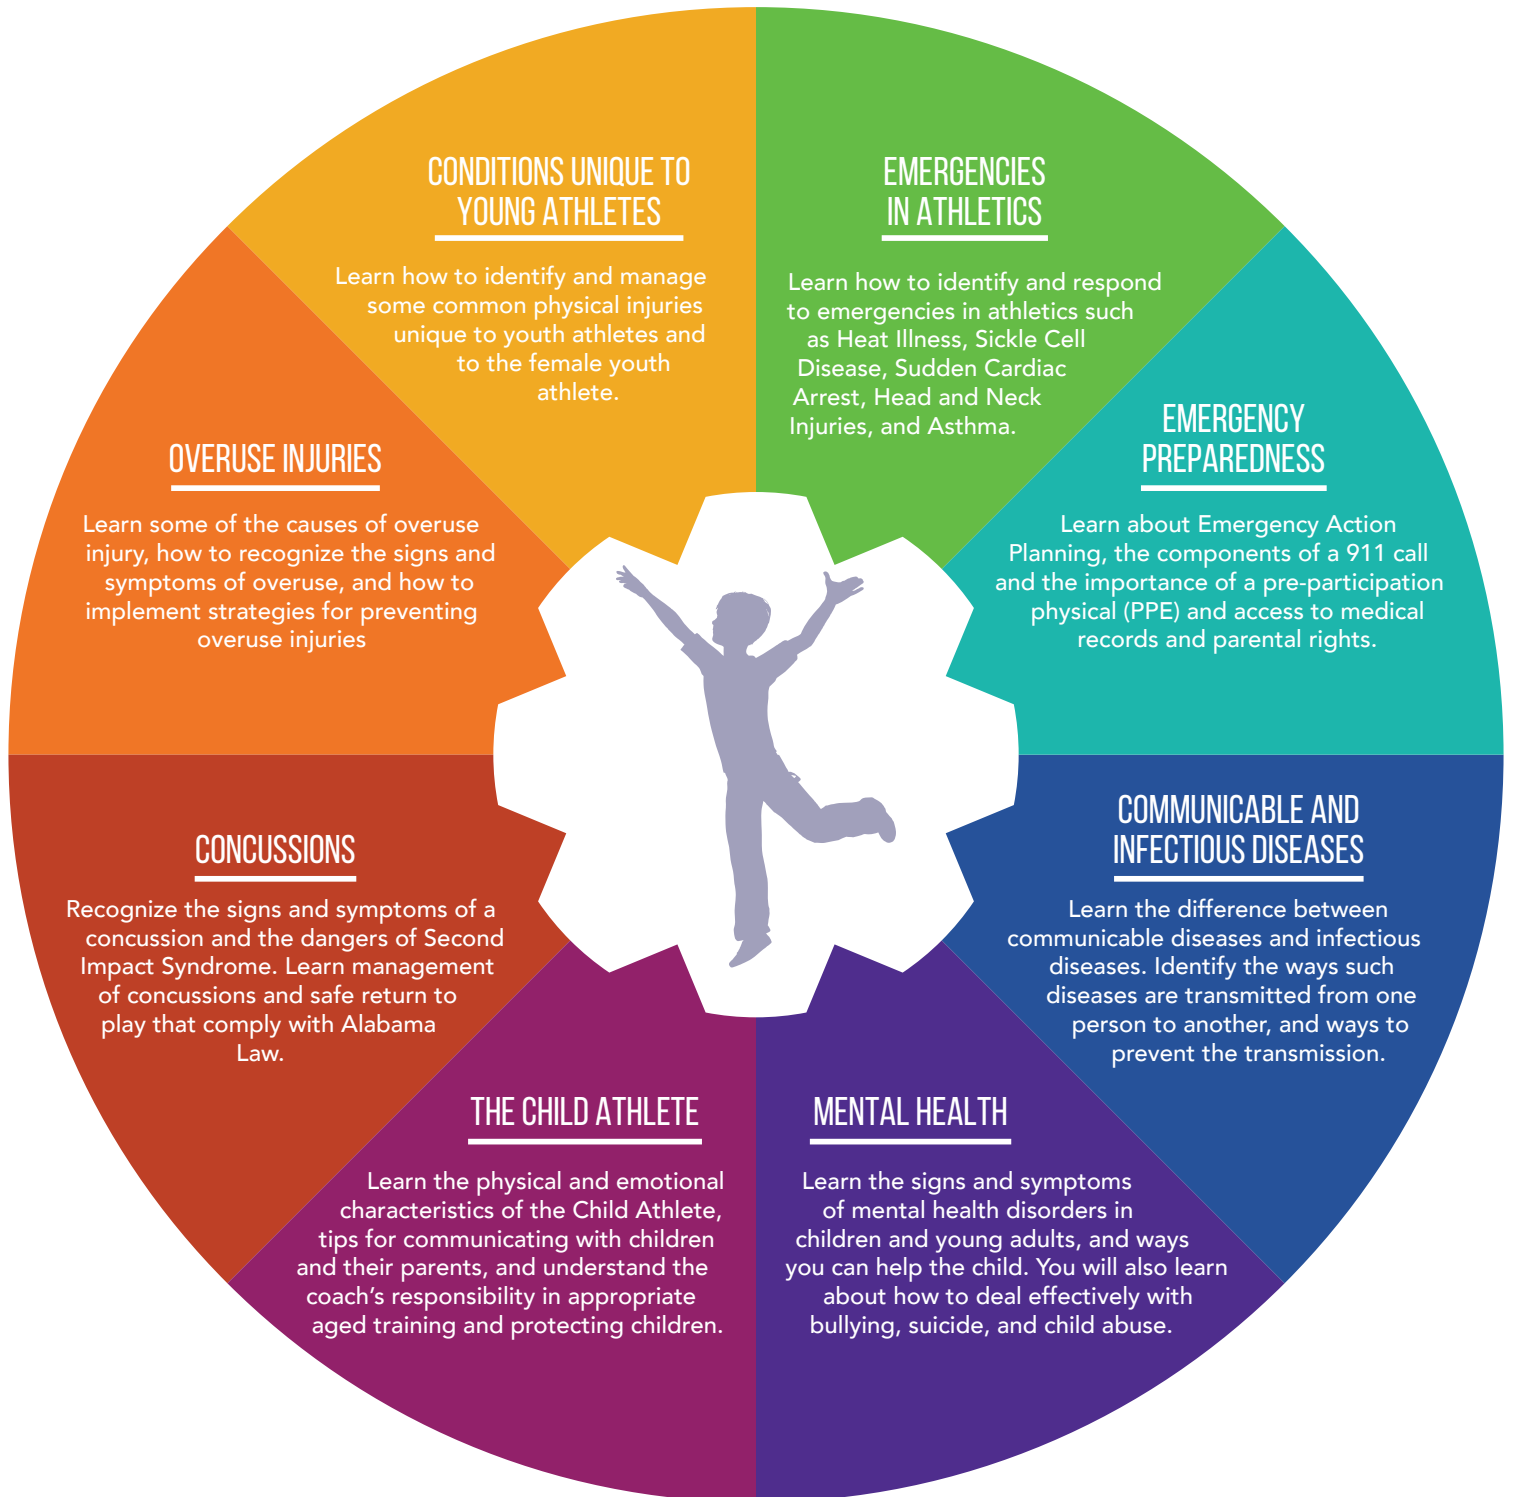 CONDITIONS UNIQUE TO
YOUNG ATHLETES
Learn how to identify and manage
some common physical injuries
unique to youth athletes and
to the female youth
athlete.
EMERGENCIES
IN ATHLETICS
Learn how to identify and respond
to emergencies in athletics such
as Heat Illness, Sickle Cell
Disease, Sudden Cardiac
Arrest, Head and Neck
Injuries, and Asthma.
EMERGENCY
PREPAREDNESS
Learn about Emergency Action
Planning, the components of a 911 call
and the importance of a pre-participation
physical (PPE) and access to medical
records and parental rights.
COMMUNICABLE AND
INFECTIOUS DISEASES
Learn the difference between
communicable diseases and infectious
diseases. Identify the ways such
diseases are transmitted from one
person to another, and ways to
prevent the transmission.
MENTAL HEALTH
Learn the signs and symptoms
of mental health disorders in
children and young adults, and ways
you can help the child. You will also learn
about how to deal effectively with
bullying, suicide, and child abuse.
THE CHILD ATHLETE
Learn the physical and emotional
characteristics of the Child Athlete,
tips for communicating with children
and their parents, and understand the
coach's responsibility in appropriate
aged training and protecting children.
CONCUSSIONS
Recognize the signs and symptoms of a
concussion and the dangers of Second
Impact Syndrome. Learn management
of concussions and safe return to
play that comply with Alabama
Law.
OVERUSE INJURIES
Learn some of the causes of overuse
injury, how to recognize the signs and
symptoms of overuse, and how to
implement strategies for preventing
overuse injuries